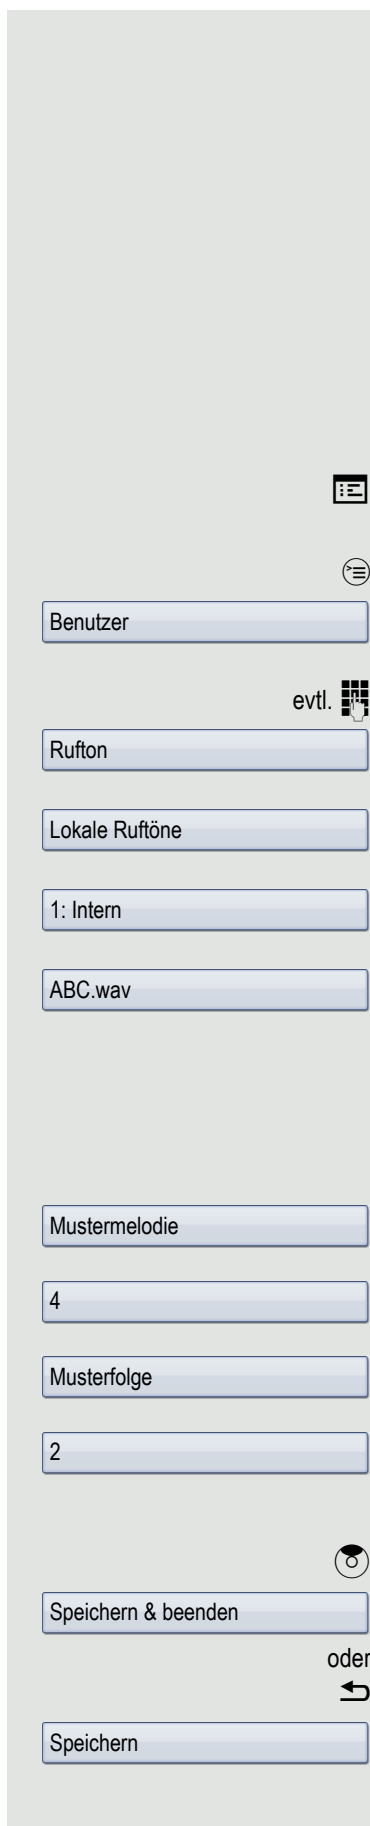 Benutzer
evtl.
Rufton
Lokale Ruftöne
1: Intern
ABC.wav
Mustermelodie
4
Musterfolge
2
Speichern & beenden
oder
Speichern